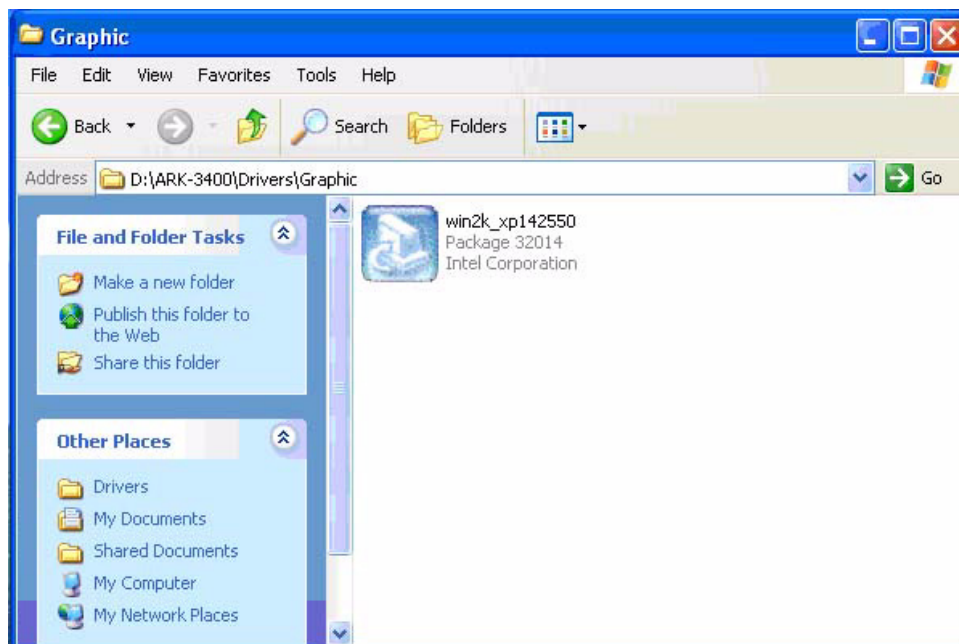 Graphic
File Edit View Favorites Tools Help
Back Search Folders
Address D:\ARK-3400\Drivers\Graphic Go
File and Folder Tasks
Make a new folder
Publish this folder to
the Web
Share this folder
Other Places
Drivers
My Documents
Shared Documents
My Computer
My Network Places
win2k_xp142550
Package 32014
Intel Corporation